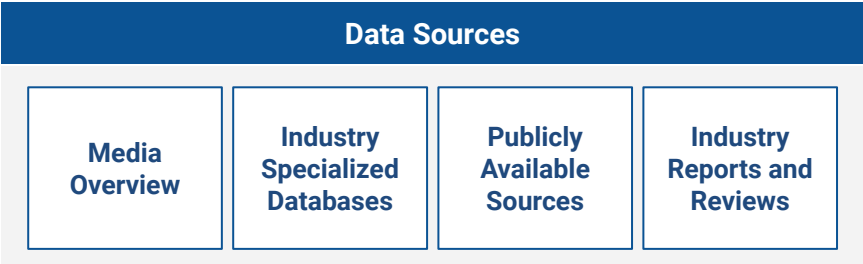 Data Sources
Media
Overview
Industry
Specialized
Databases
Publicly
Available
Sources
Industry
Reports and
Reviews